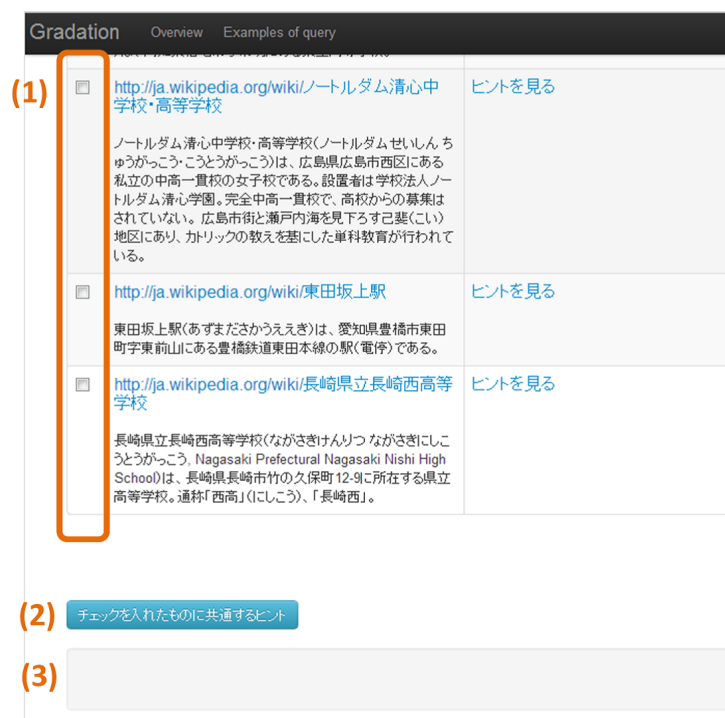 Gradation Overview Examples of query
(1)
http://ja.wikipedia.org/wiki/ノートルダム清心中 ヒントを見る
学校・高等学校
ノートルダム清心中学校・高等学校(ノートルダムせいしん ち
ゅうがっこう・こうとうがっこう)は、広島県広島市西区にある
私立の中高一貫校の女子校である。設置者は学校法人ノー
トルダム清心学園。完全中高一貫校で、高校からの募集は
されていない。広島市街と瀬戸内海を見下ろす己斐(こい)
地区にあり、カトリックの教えを基にした単科教育が行われて
いる。
http://ja.wikipedia.org/wiki/東田坂上駅 ヒントを見る
東田坂上駅(あずまださかうええき)は、愛知県豊橋市東田
町字東前山にある豊橋鉄道東田本線の駅(電停)である。
http://ja.wikipedia.org/wiki/長崎県立長崎西高等 ヒントを見る
学校
長崎県立長崎西高等学校(ながさきけんりつ ながさきにしこ
うとうがっこう, Nagasaki Prefectural Nagasaki Nishi High
School)は、長崎県長崎市竹の久保町12-9に所在する県立
高等学校。通称「西高」(にしこう)、「長崎西」。
(2) チェックを入れたものに共通するヒント
(3)